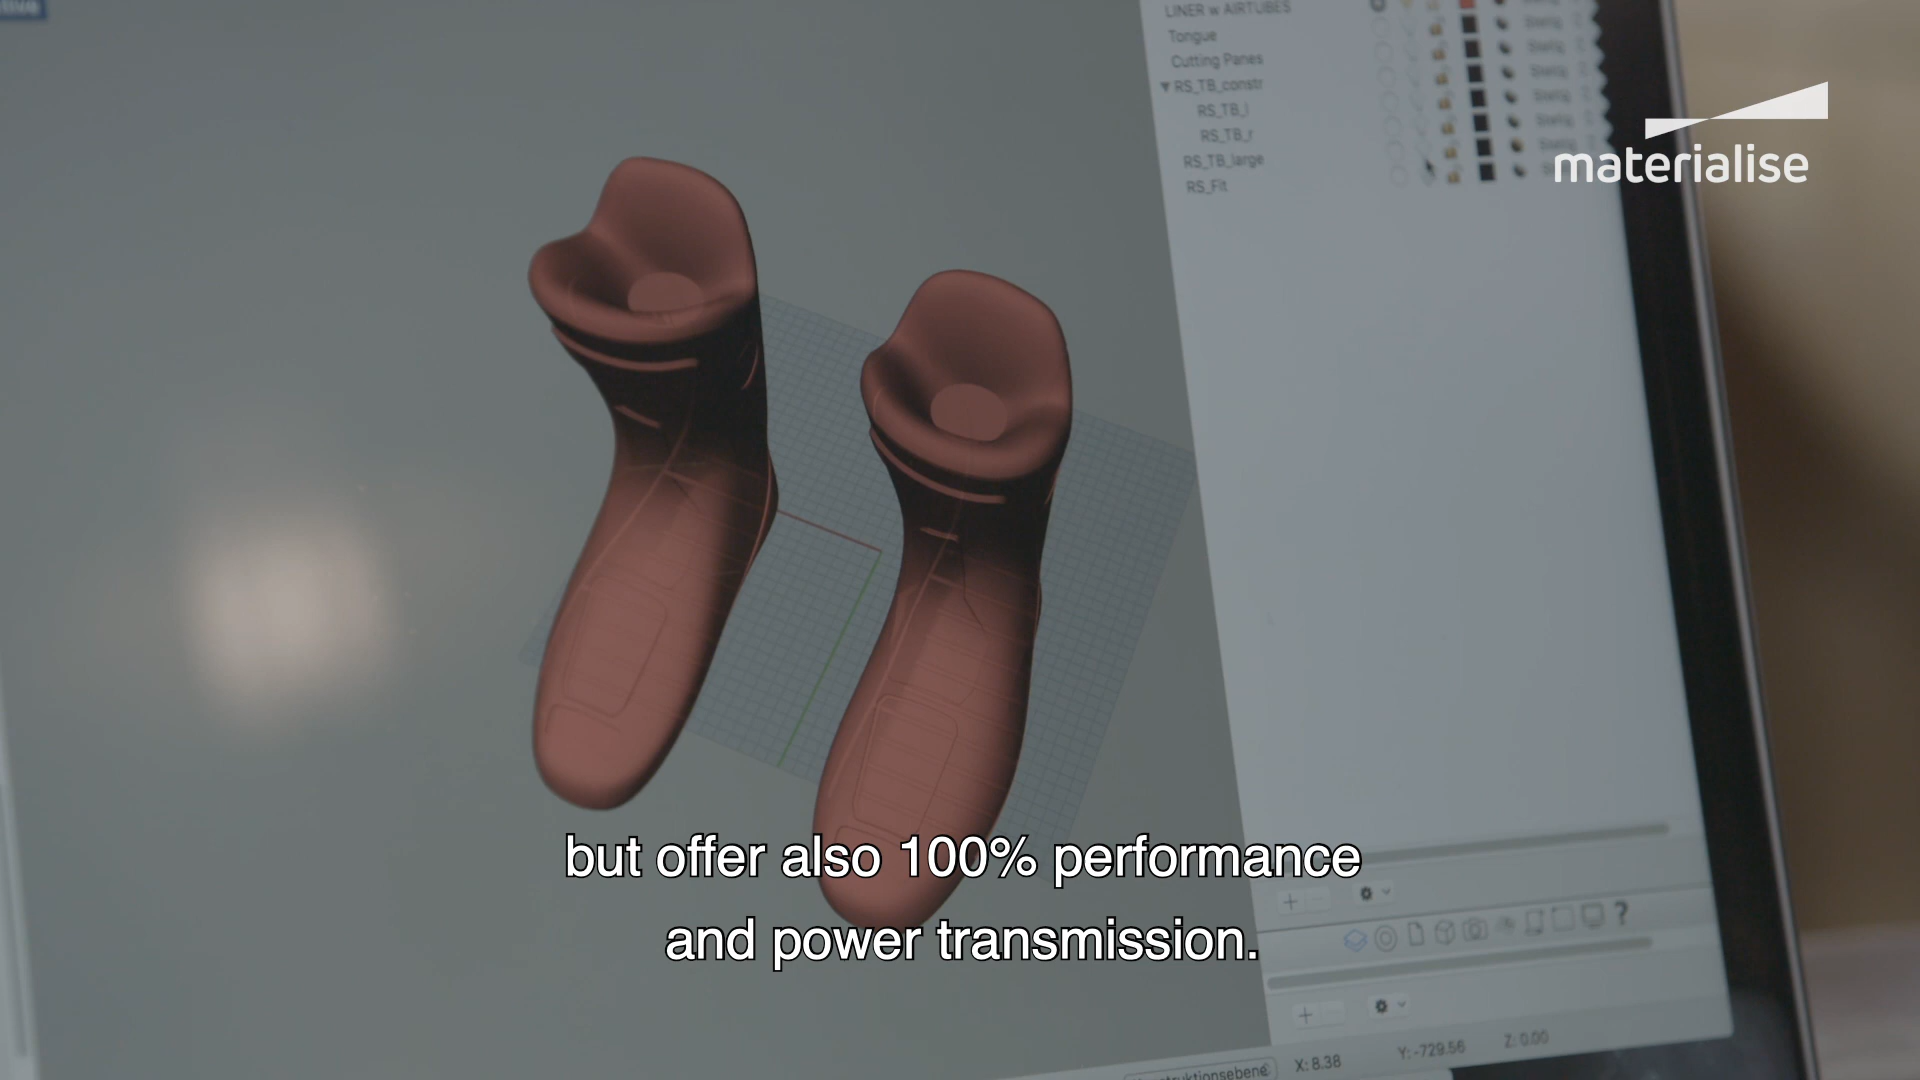 LINER w AIRTUBES
Tongue
Cutting Panes
RS_TB_constr
RS_TB_l
RS_TB_r
RS_TB_large
RS_Fit
materialise
but offer also 100% performance
and power transmission.
?
X: 8.38 Y: -729.56 Z: 0.00